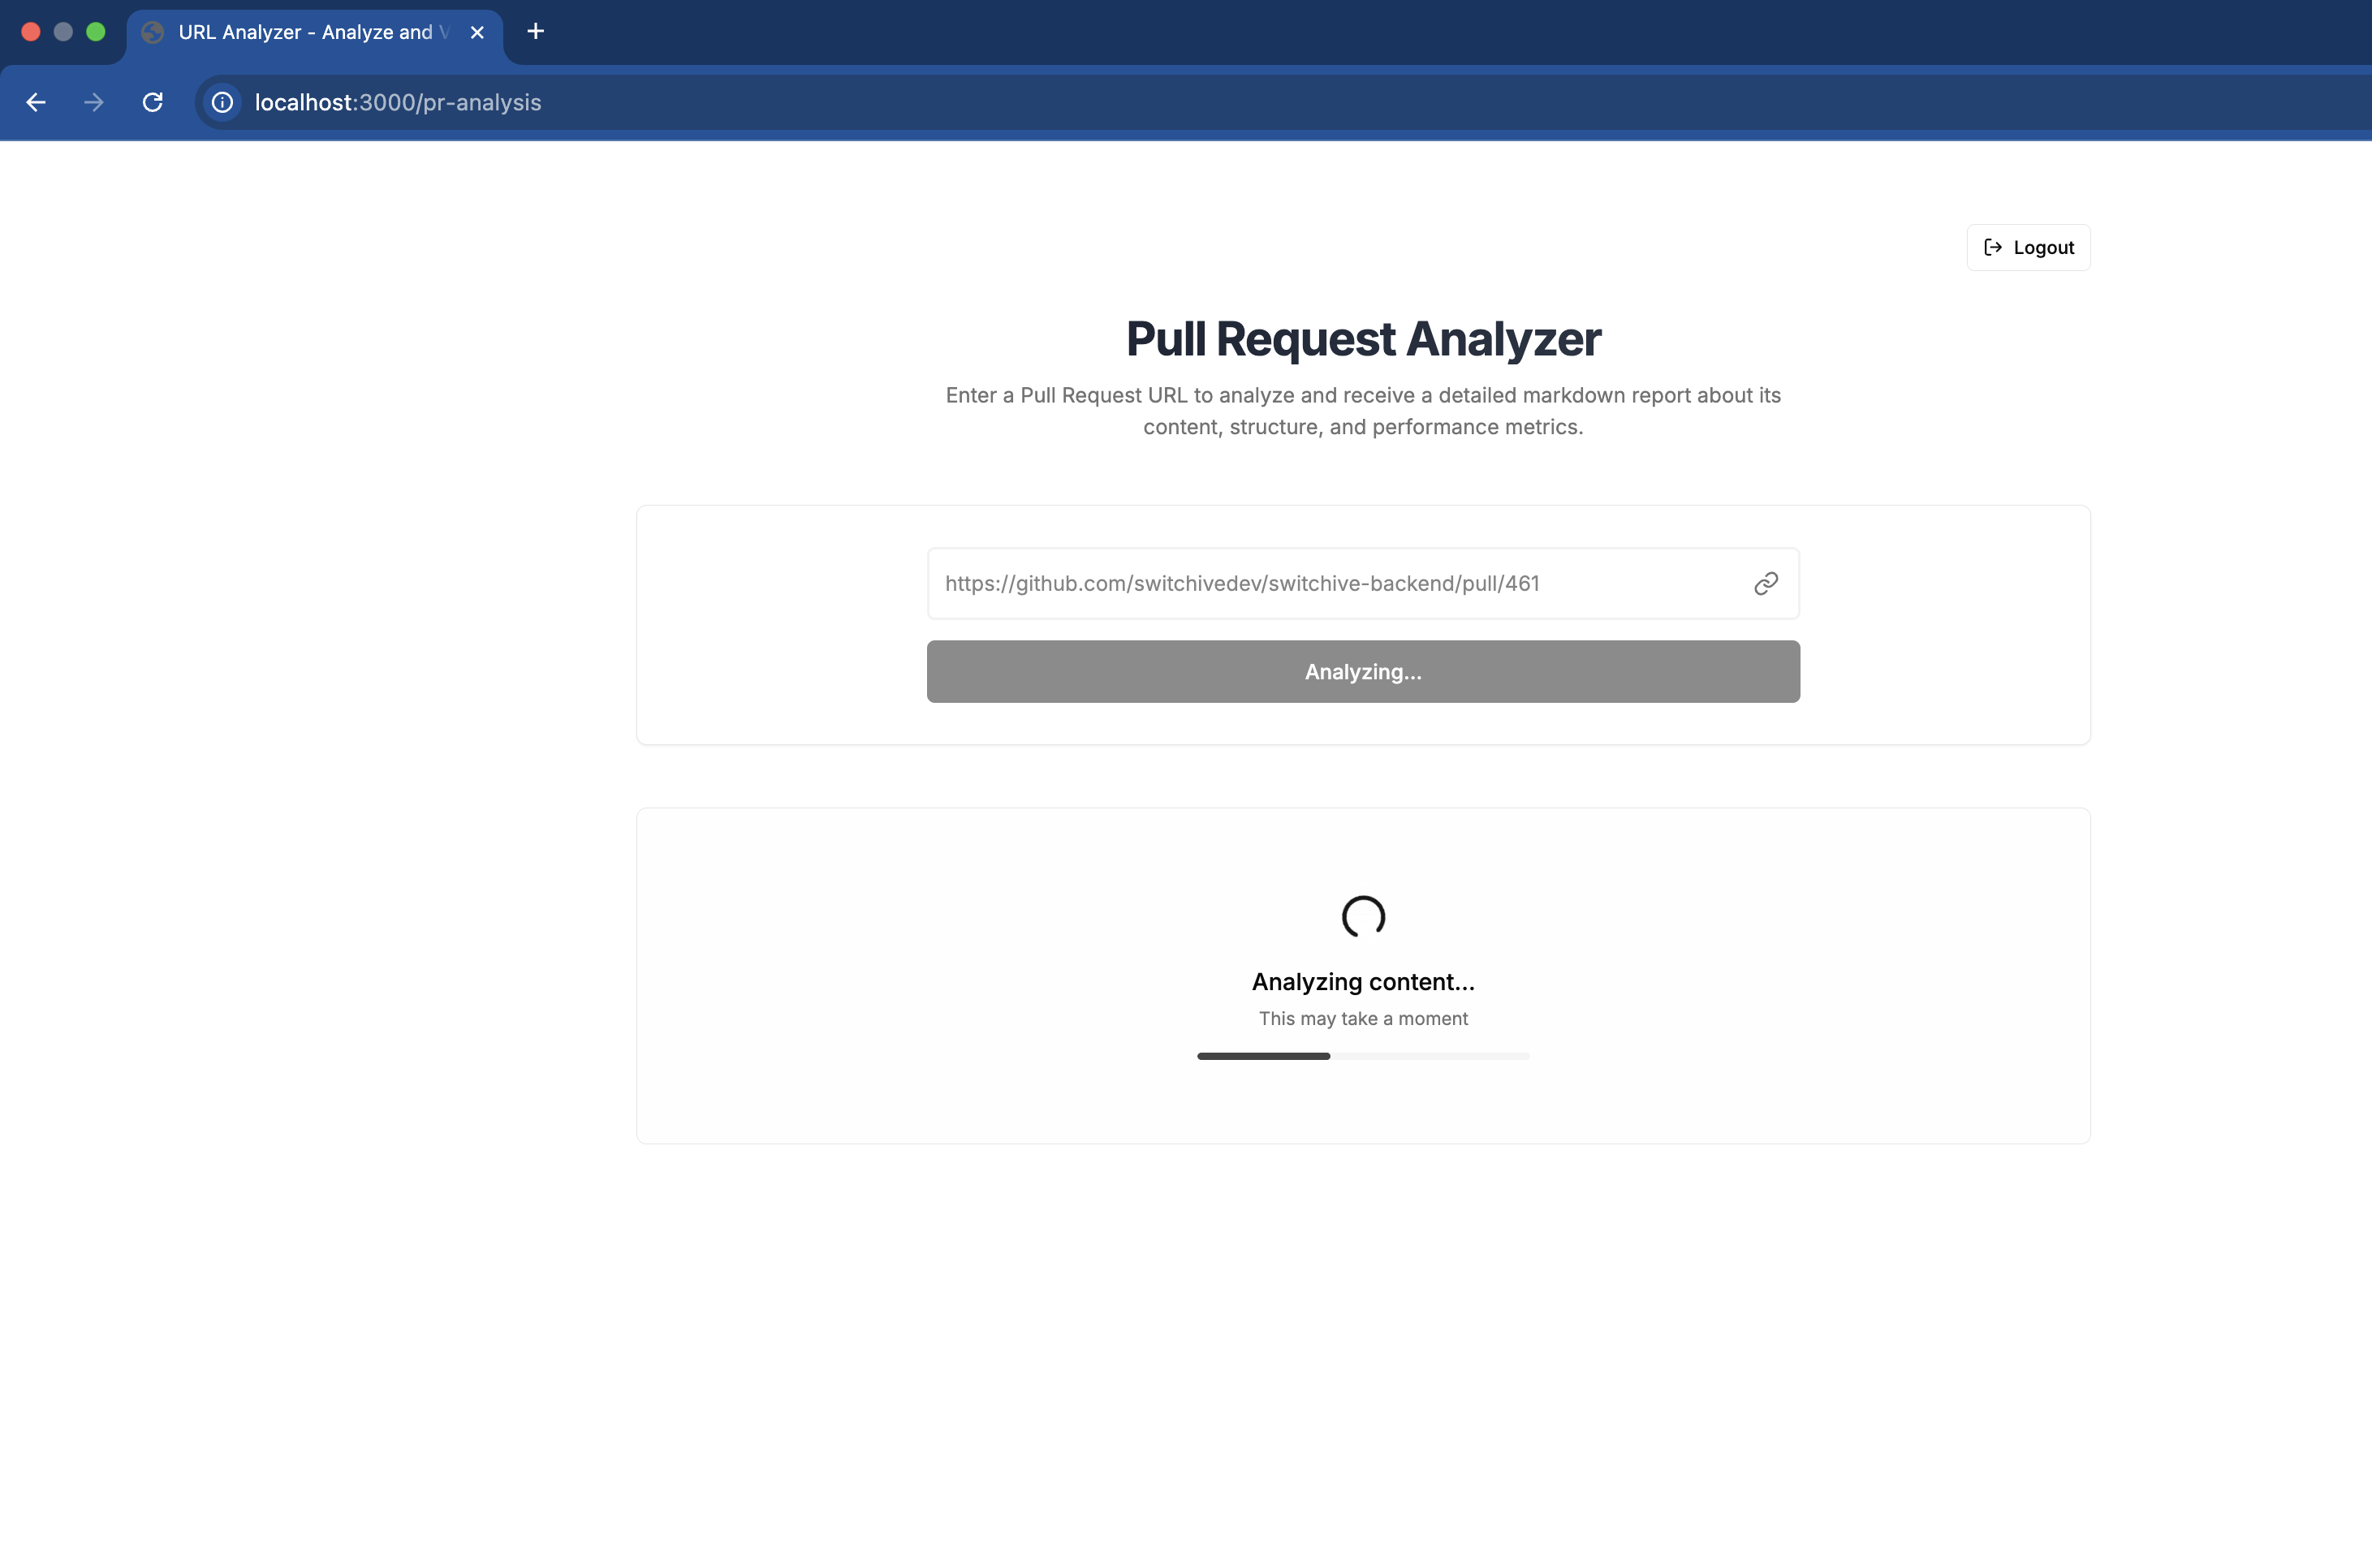 URL Analyzer - Analyze and V
localhost:3000/pr-analysis
Logout
Pull Request Analyzer
Enter a Pull Request URL to analyze and receive a detailed markdown report about its
content, structure, and performance metrics.
https://github.com/switchivedev/switchive-backend/pull/461
Analyzing...
Analyzing content...
This may take a moment